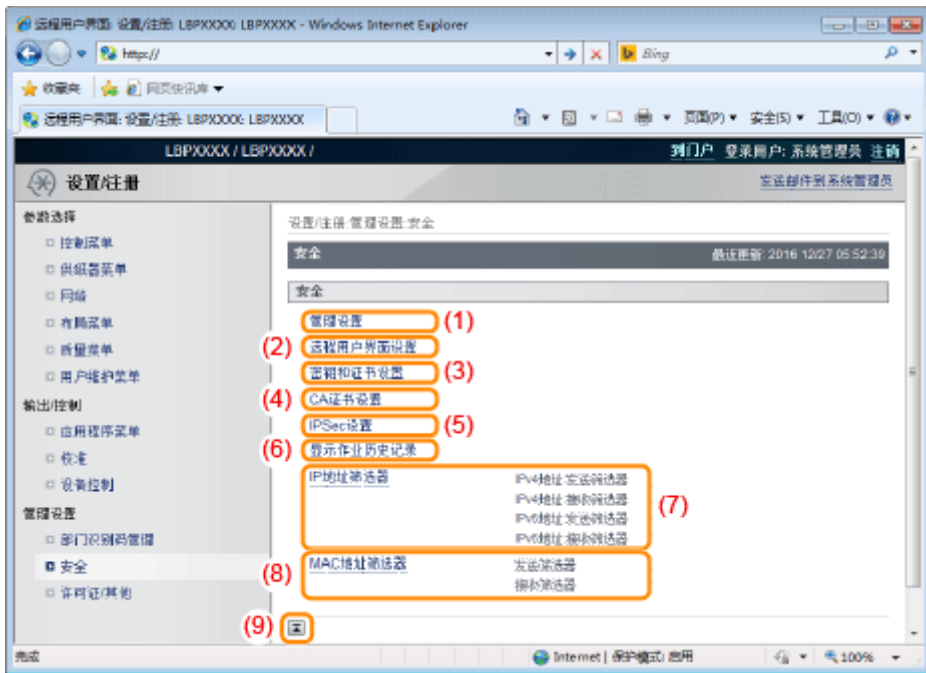 远程用户界面: 设置/注册: LBPXXXX: LBPXXXX - Windows Internet Explorer
http://
Bing
收藏夹
网页快讯库
远程用户界面: 设置/注册: LBPXXXX: LBPXXXX
页面(P)
安全(S)
工具(O)
LBPXXXX / LBPXXXX /
到门户 登录用户: 系统管理员 注销
设置/注册
发送邮件到系统管理员
参数选择
控制菜单
供纸器菜单
网络
布局菜单
质量菜单
用户维护菜单
输出/控制
应用程序菜单
校准
设备控制
管理设置
部门识别码管理
安全
许可证/其他
设置/注册:管理设置:安全
安全
最近更新: 2016 12/27 05:52:39
安全
管理设置 (1)
(2) 远程用户界面设置
密钥和证书设置 (3)
(4) CA证书设置
IPSec设置 (5)
(6) 显示作业历史记录
IP地址筛选器
IPv4地址:发送筛选器
IPv4地址:接收筛选器
IPv6地址:发送筛选器
IPv6地址:接收筛选器
(7)
(8) MAC地址筛选器
发送筛选器
接收筛选器
(9)
完成
Internet | 保护模式: 启用
100%